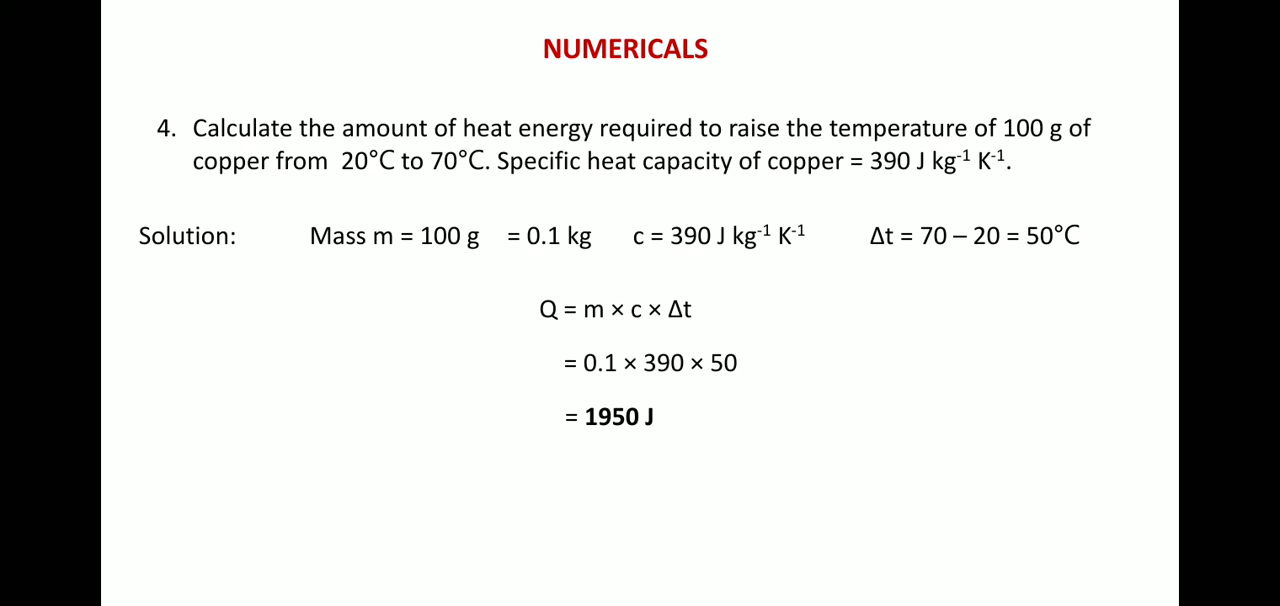 NUMERICALS
4. Calculate the amount of heat energy required to raise the temperature of 100 g of
copper from 20°C to 70°C. Specific heat capacity of copper = 390 J kg⁻¹ K⁻¹.
Solution: Mass m = 100 g = 0.1 kg c = 390 J kg⁻¹ K⁻¹ Δt = 70 – 20 = 50°C
Q = m × c × Δt
= 0.1 × 390 × 50
= 1950 J